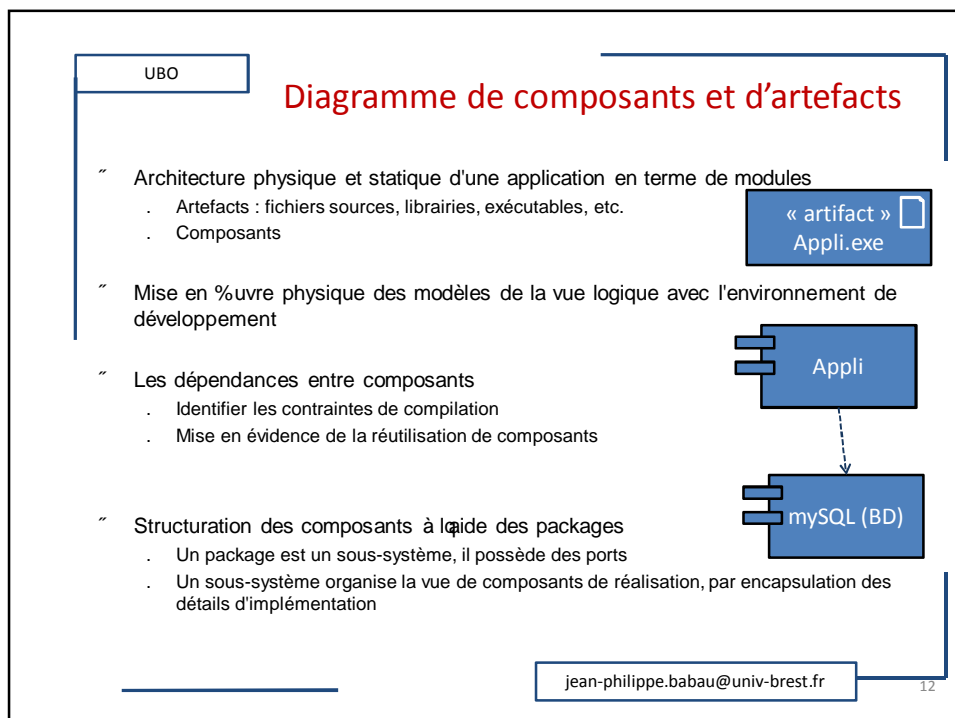 UBO
Diagramme de composants et d’artefacts
˝ Architecture physique et statique d'une application en terme de modules
. Artefacts : fichiers sources, librairies, exécutables, etc.
. Composants
« artifact »
Appli.exe
˝ Mise en %uvre physique des modèles de la vue logique avec l'environnement de
développement
Appli
˝ Les dépendances entre composants
. Identifier les contraintes de compilation
. Mise en évidence de la réutilisation de composants
mySQL (BD)
˝ Structuration des composants à lqaide des packages
. Un package est un sous-système, il possède des ports
. Un sous-système organise la vue de composants de réalisation, par encapsulation des
détails d'implémentation
jean-philippe.babau@univ-brest.fr
12